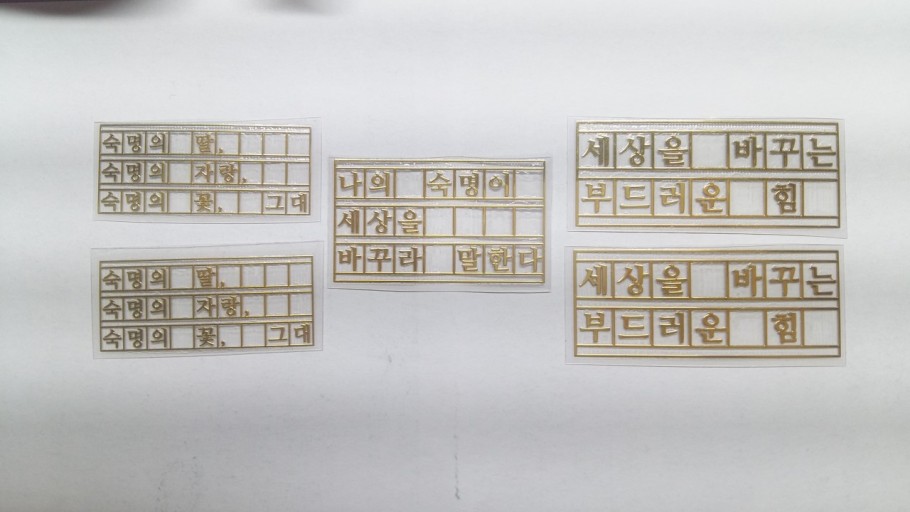 숙명의 딸,
숙명의 자랑,
숙명의 꽃, 그대
숙명의 딸,
숙명의 자랑,
숙명의 꽃, 그대
나의 숙명이
세상을
바꾸라 말한다
세상을 바꾸는
부드러운 힘
세상을 바꾸는
부드러운 힘